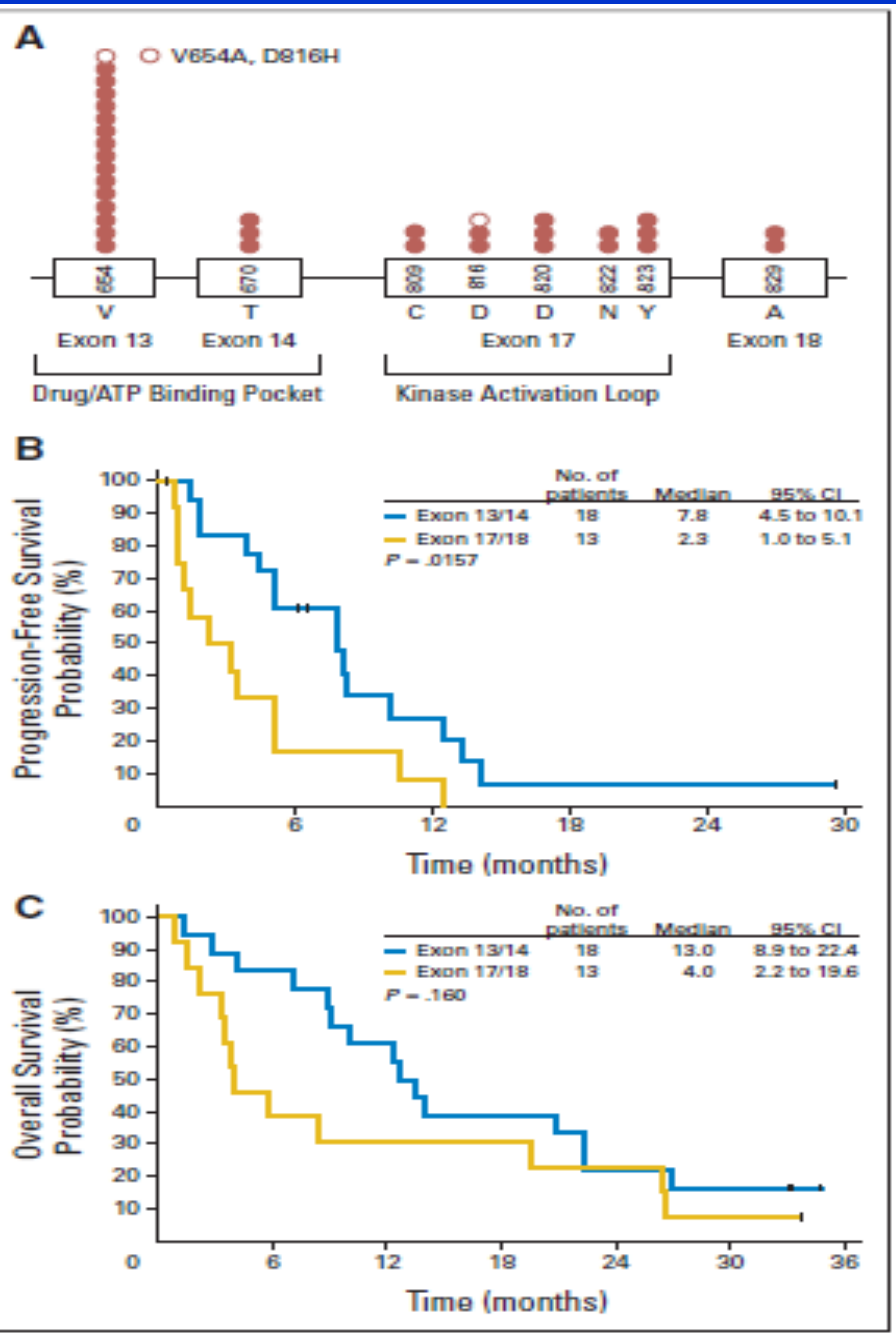 A
V654A, D816H
654 670 809 816 820 822 823 829
V T C D D N Y A
Exon 13 Exon 14 Exon 17 Exon 18
Drug/ATP Binding Pocket Kinase Activation Loop
B
Progression-Free Survival
Probability (%)
100
90
80
70
60
50
40
30
20
10
0 6 12 18 24 30
Time (months)
No. of
patients Median 95% CI
Exon 13/14 18 7.8 4.5 to 10.1
Exon 17/18 13 2.3 1.0 to 5.1
P = .0157
C
Overall Survival
Probability (%)
100
90
80
70
60
50
40
30
20
10
0 6 12 18 24 30 36
Time (months)
No. of
patients Median 95% CI
Exon 13/14 18 13.0 8.9 to 22.4
Exon 17/18 13 4.0 2.2 to 19.6
P = .160